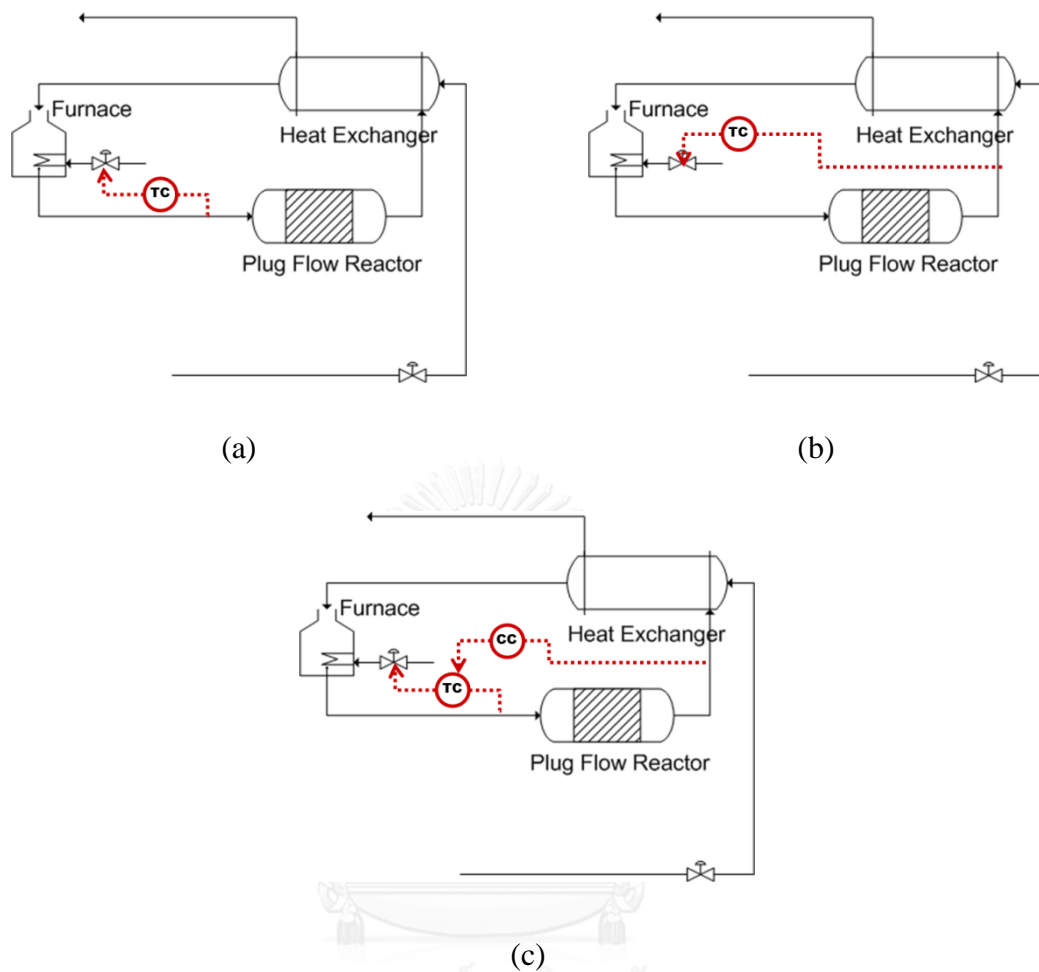 Furnace
Heat Exchanger
TC
Plug Flow Reactor
(a)
Furnace
TC
Heat Exchanger
Plug Flow Reactor
(b)
Furnace
CC
Heat Exchanger
TC
Plug Flow Reactor
(c)